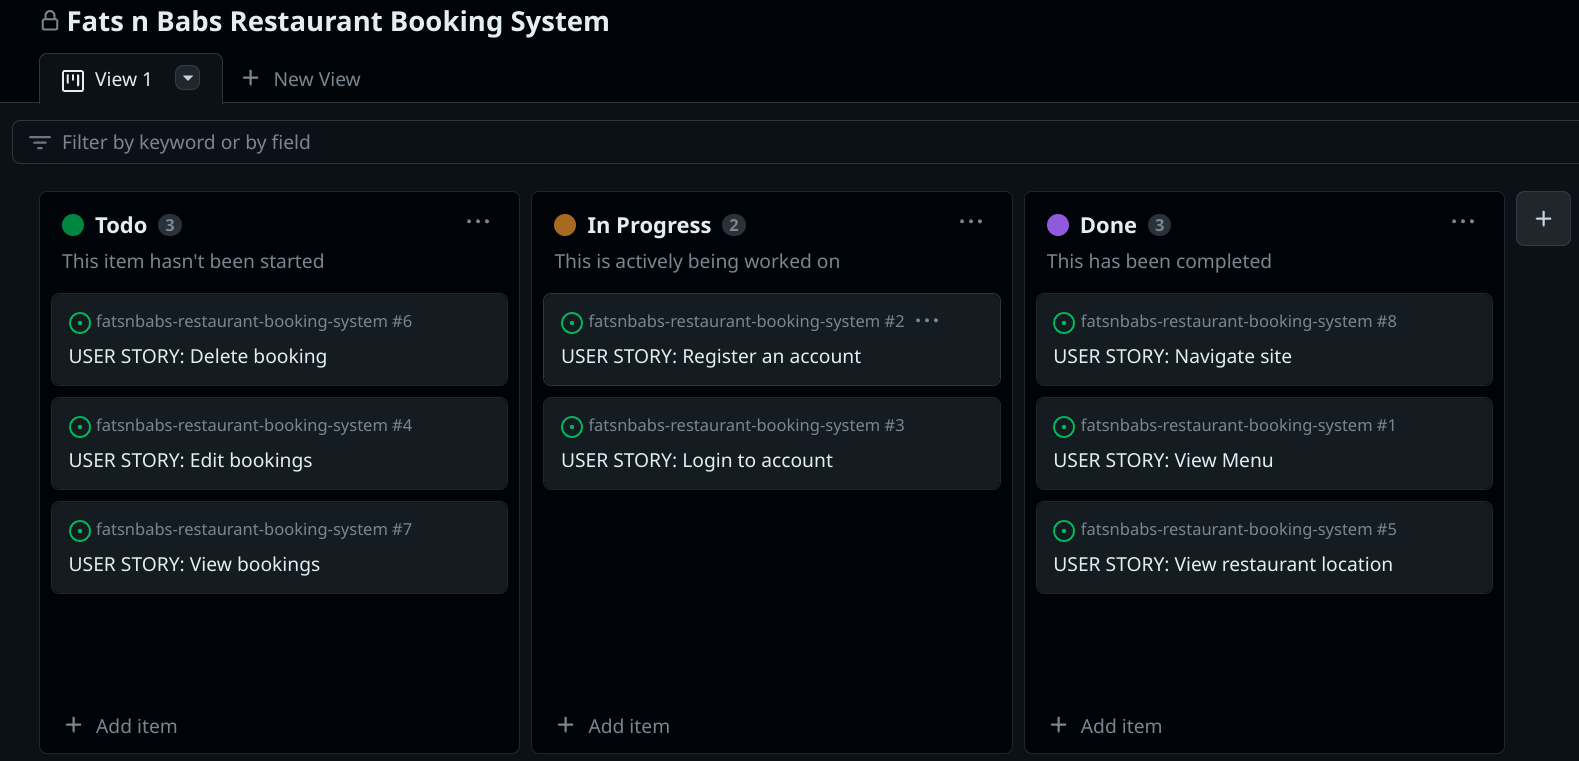 Fats n Babs Restaurant Booking System
View 1
New View
Filter by keyword or by field
Todo 3
This item hasn't been started
fatsnbabs-restaurant-booking-system #6
USER STORY: Delete booking
fatsnbabs-restaurant-booking-system #4
USER STORY: Edit bookings
fatsnbabs-restaurant-booking-system #7
USER STORY: View bookings
Add item
In Progress 2
This is actively being worked on
fatsnbabs-restaurant-booking-system #2
USER STORY: Register an account
fatsnbabs-restaurant-booking-system #3
USER STORY: Login to account
Add item
Done 3
This has been completed
fatsnbabs-restaurant-booking-system #8
USER STORY: Navigate site
fatsnbabs-restaurant-booking-system #1
USER STORY: View Menu
fatsnbabs-restaurant-booking-system #5
USER STORY: View restaurant location
Add item